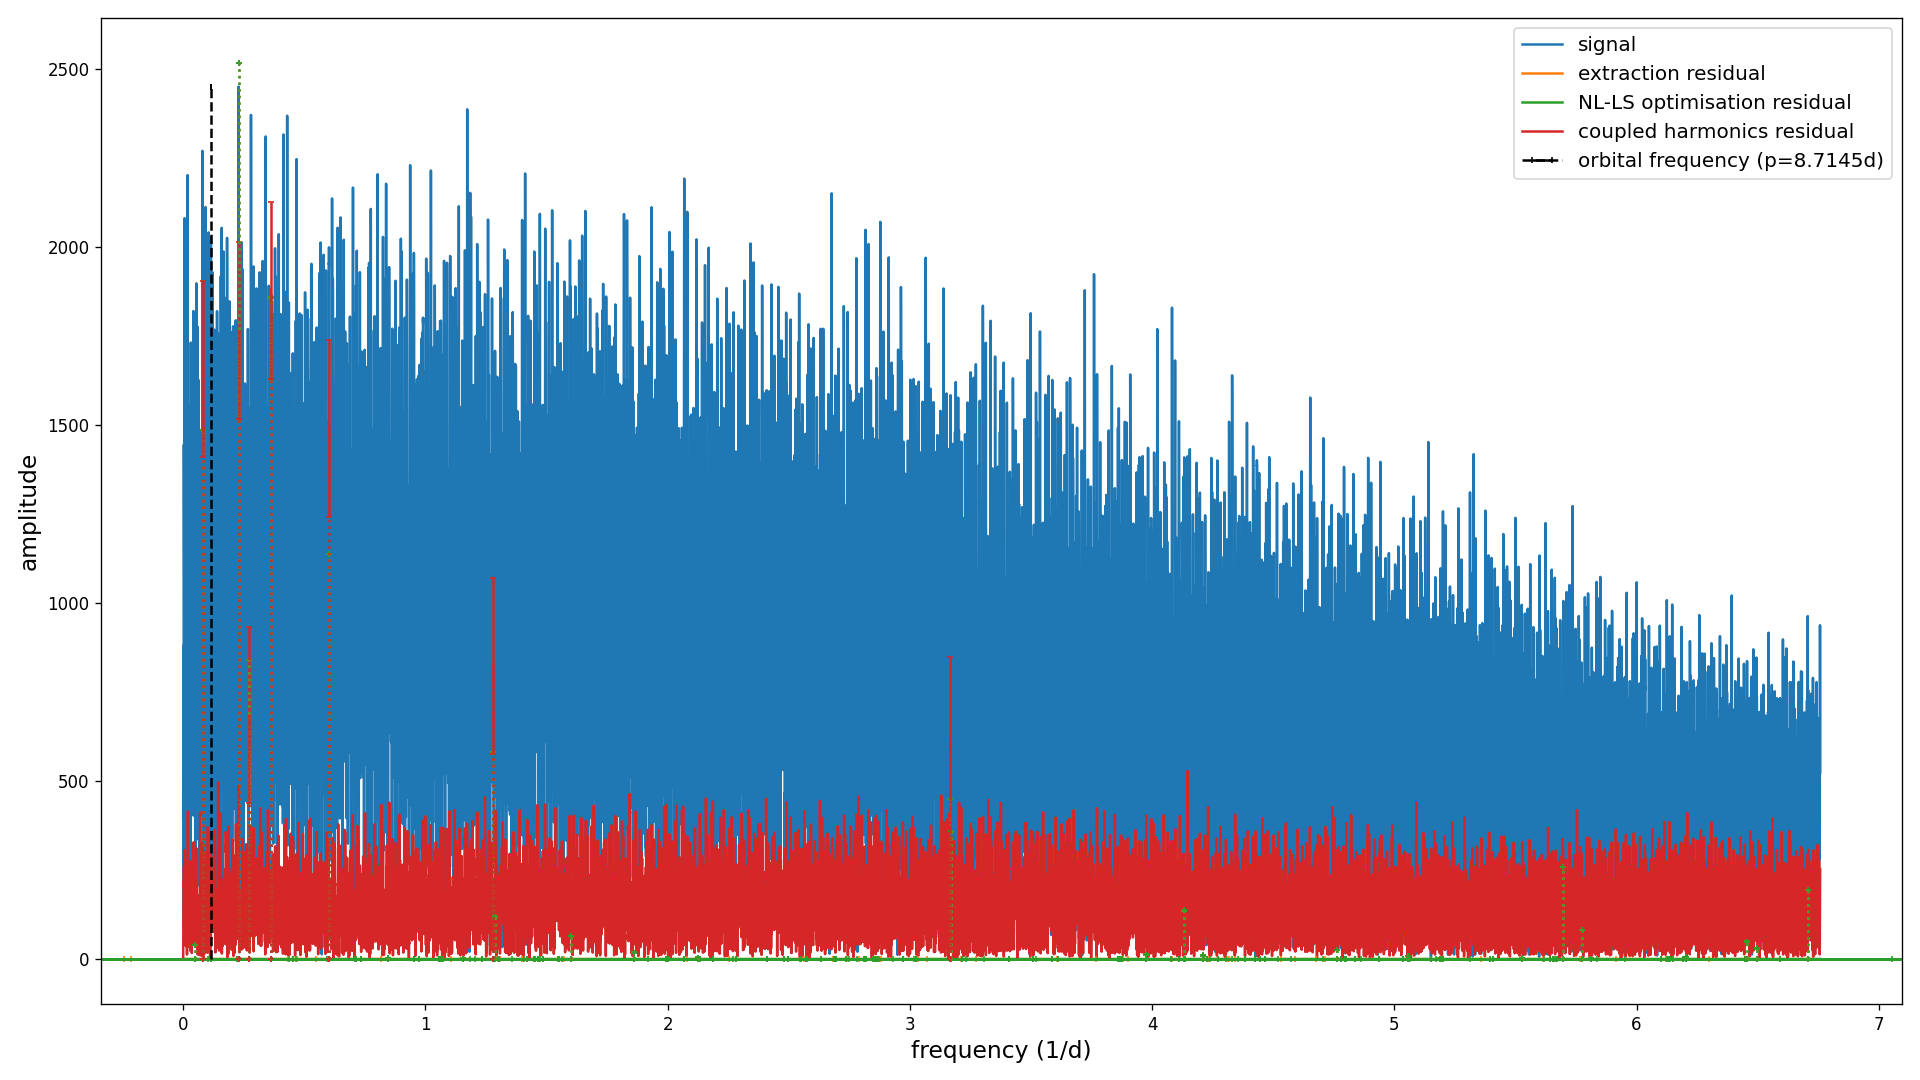 signal
extraction residual
NL-LS optimisation residual
coupled harmonics residual
orbital frequency (p=8.7145d)
amplitude
2500
2000
1500
1000
500
0
0 1 2 3 4 5 6 7
frequency (1/d)